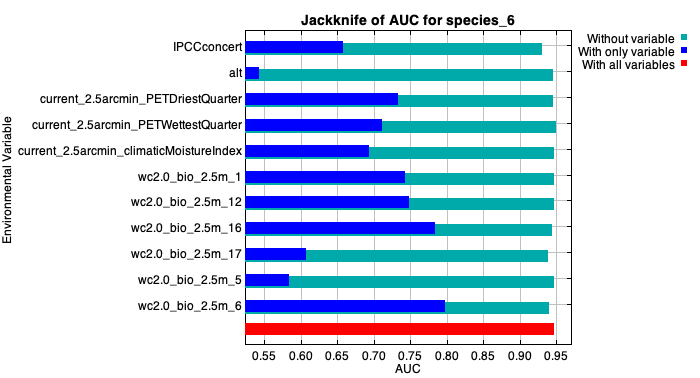 Jackknife of AUC for species_6
Without variable
With only variable
With all variables
Environmental Variable
IPCCconcert
alt
current_2.5arcmin_PETDriestQuarter
current_2.5arcmin_PETWettestQuarter
current_2.5arcmin_climaticMoistureIndex
wc2.0_bio_2.5m_1
wc2.0_bio_2.5m_12
wc2.0_bio_2.5m_16
wc2.0_bio_2.5m_17
wc2.0_bio_2.5m_5
wc2.0_bio_2.5m_6
0.55 0.60 0.65 0.70 0.75 0.80 0.85 0.90 0.95
AUC